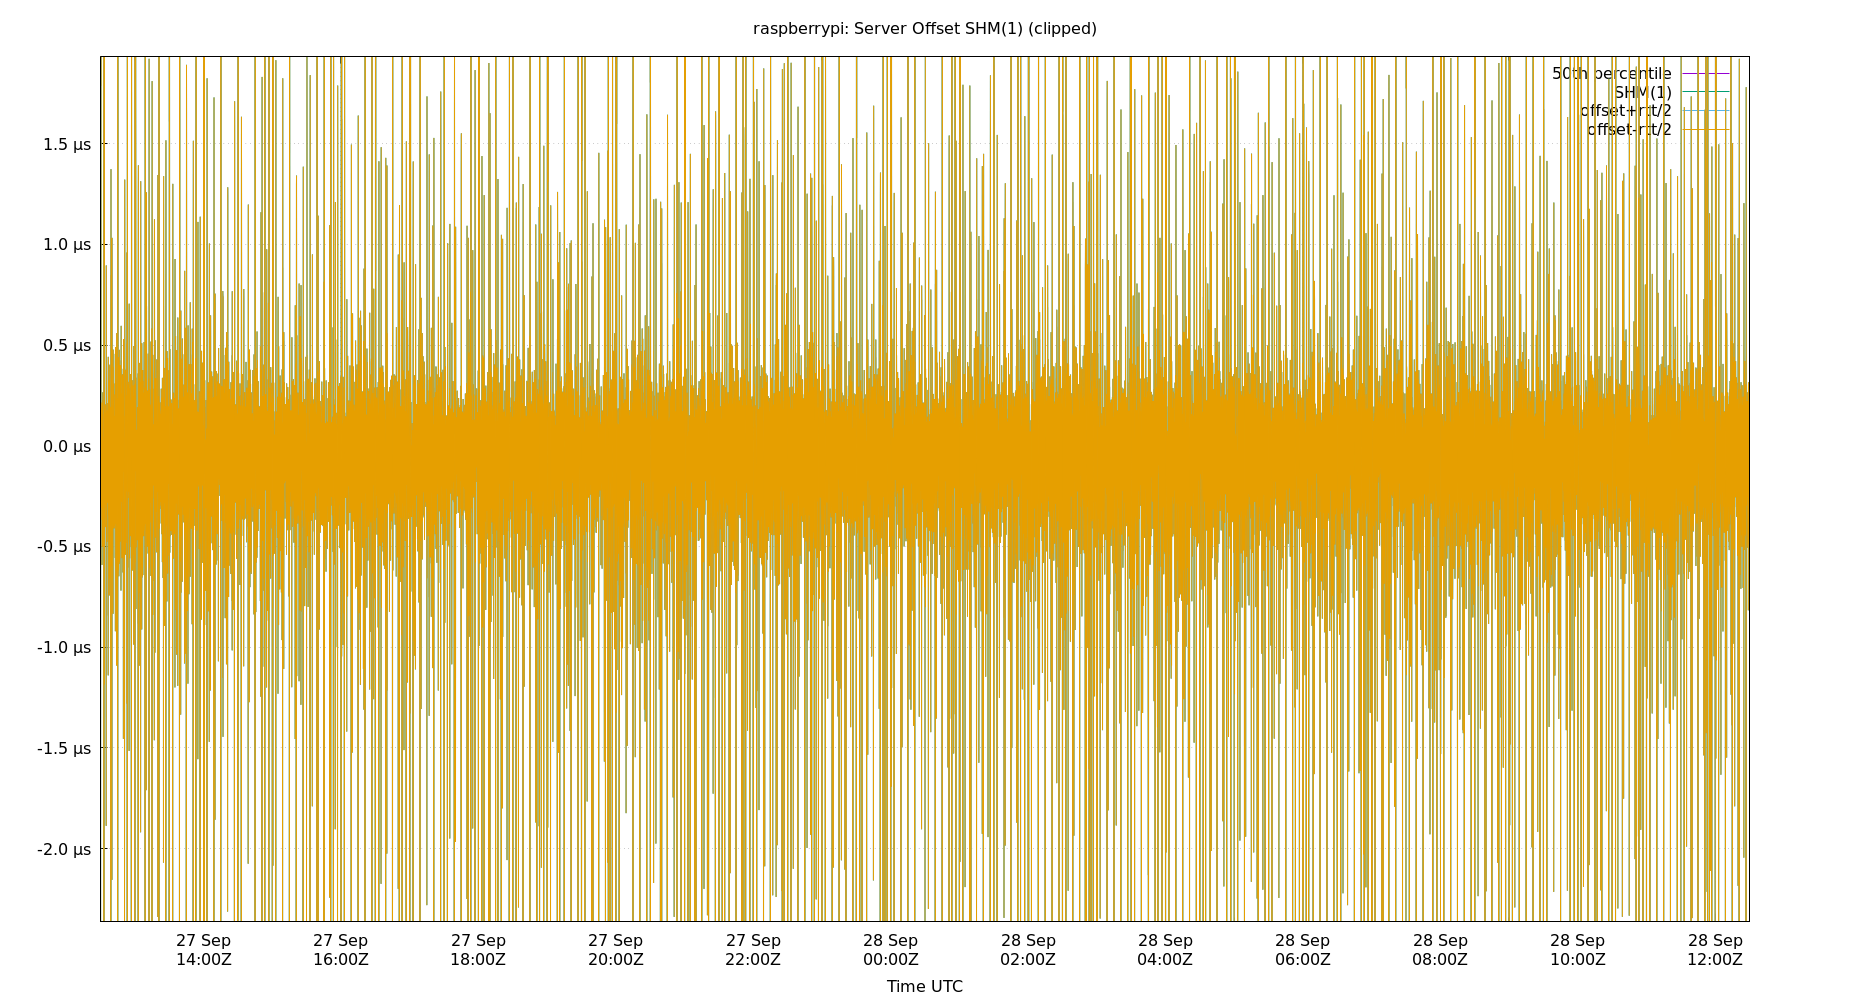 raspberrypi: Server Offset SHM(1) (clipped)
50th percentile
SHM(1)
offset+rtt/2
offset-rtt/2
1.5 µs
1.0 µs
0.5 µs
0.0 µs
-0.5 µs
-1.0 µs
-1.5 µs
-2.0 µs
27 Sep 27 Sep 27 Sep 27 Sep 27 Sep 28 Sep 28 Sep 28 Sep 28 Sep 28 Sep 28 Sep 28 Sep
14:00Z 16:00Z 18:00Z 20:00Z 22:00Z 00:00Z 02:00Z 04:00Z 06:00Z 08:00Z 10:00Z 12:00Z
Time UTC